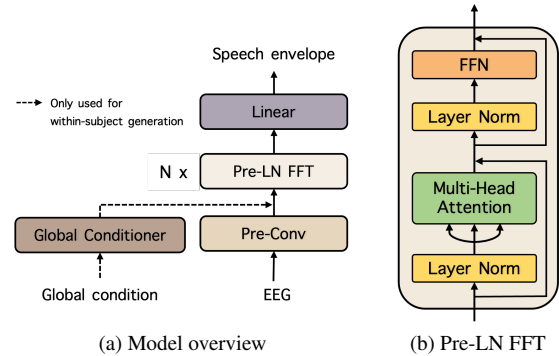 Speech envelope
Linear
Only used for
within-subject generation
N x
Pre-LN FFT
Global Conditioner
Pre-Conv
Global condition
EEG
(a) Model overview
FFN
Layer Norm
Multi-Head
Attention
Layer Norm
(b) Pre-LN FFT